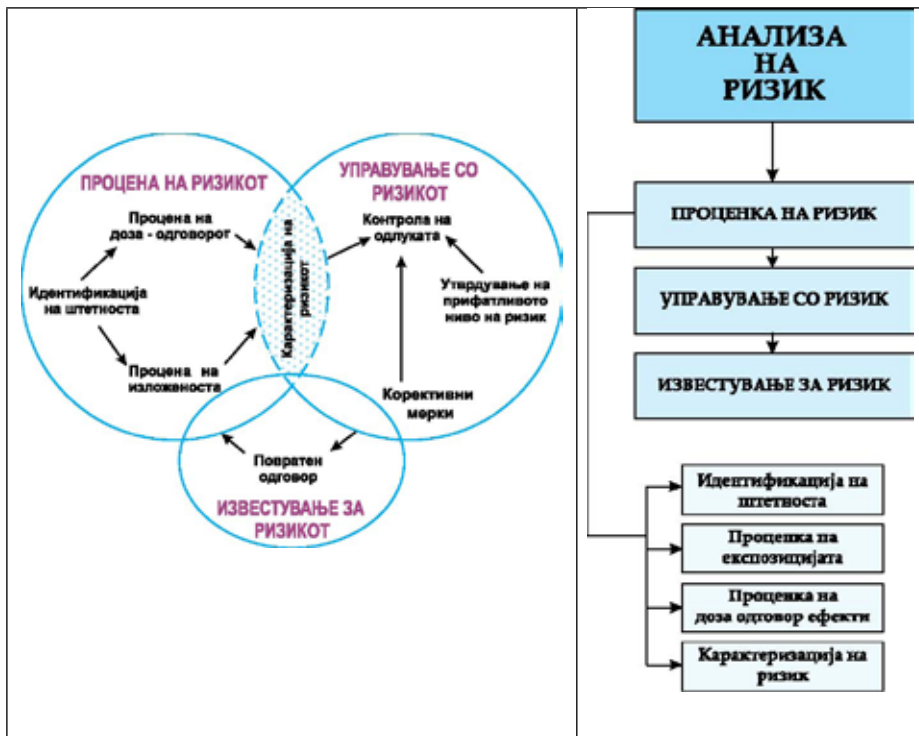 ПРОЦЕНА НА РИЗИКОТ
Процена на
доза - одговорот
Идентификација
на штетноста
Процена на
изложеноста
Карактеризација на
ризикот
УПРАВУВАЊЕ СО
РИЗИКОТ
Контрола на
одлуката
Утврдување на
прифатливото
ниво на ризик
Корективни
мерки
Повратен
одговор
ИЗВЕСТУВАЊЕ ЗА
РИЗИКОТ
АНАЛИЗА
НА
РИЗИК
ПРОЦЕНКА НА РИЗИК
УПРАВУВАЊЕ СО РИЗИК
ИЗВЕСТУВАЊЕ ЗА РИЗИК
Идентификација на
штетноста
Проценка на
експозицијата
Проценка на
доза одговор ефекти
Карактеризација на
ризик